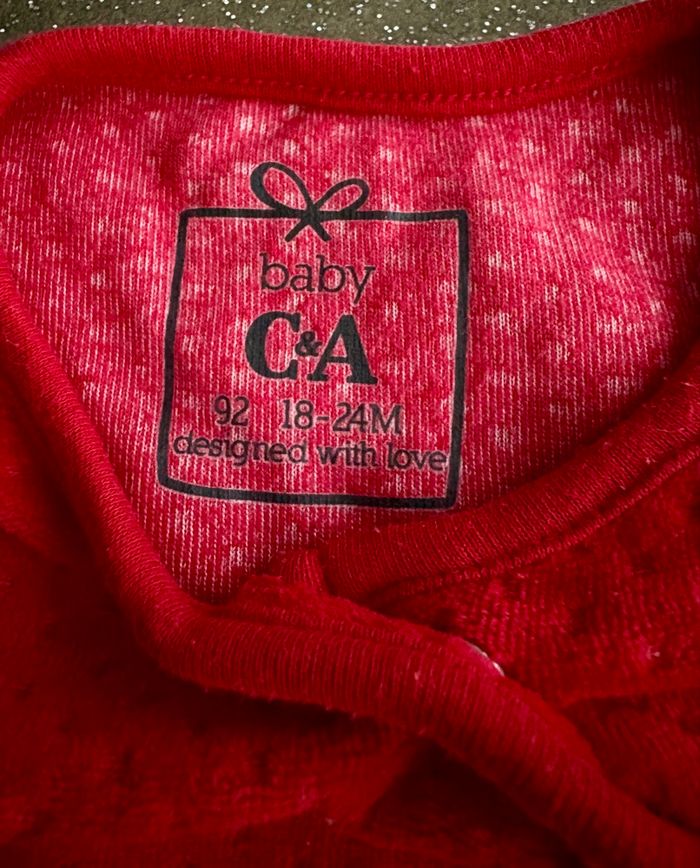 baby
C&A
92 18-24M
designed with love